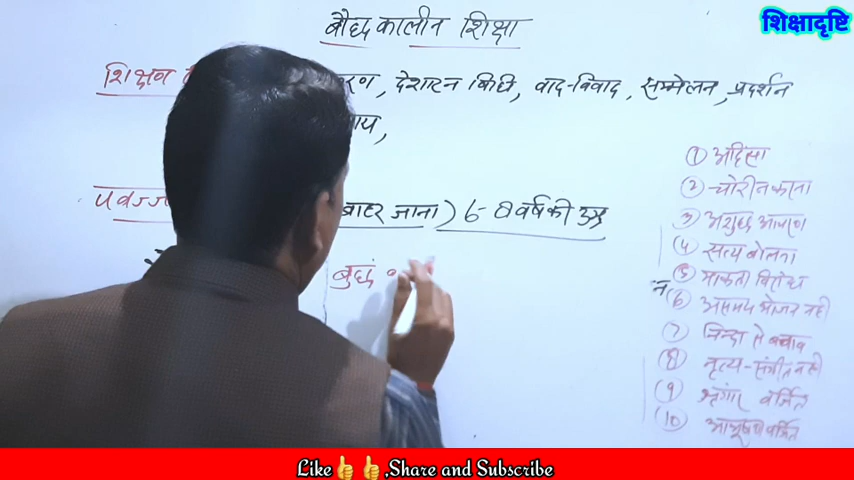 शिक्षादृष्टि
बौद्ध कालीन शिक्षा
शिक्षण
रण, देशाटन विधि, वाद-विवाद, सम्मेलन, प्रदर्शन
पवज्ज बाहर जाना) 6-8 वर्ष की उम्र
बुद्धं
① अहिंसा
② चोरी न करना
③ अशुद्ध आचरण
④ सत्य बोलना
⑤ मादकता विरोध
न ⑥ असमय भोजन नही
⑦ निन्दा से बचाव
⑧ नृत्य-संगीत नही
⑨ श्रृंगार वर्जित
⑩ आभूषण वर्जित
Like👍👍,Share and Subscribe